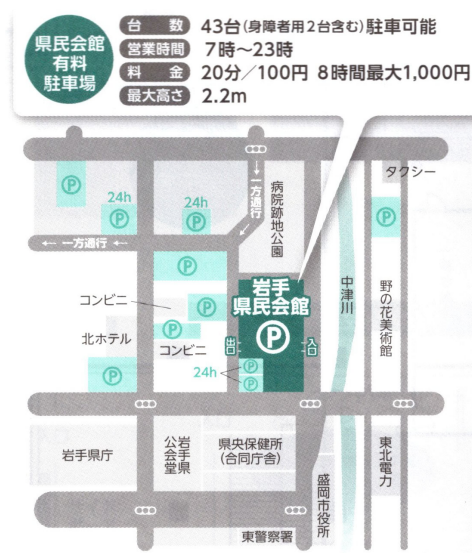 県民会館
有料
駐車場
台数 43台(身障者用2台含む)駐車可能
営業時間 7時〜23時
料金 20分/100円 8時間最大1,000円
最大高さ 2.2m
タクシー
P
24h
P
24h
P
一方通行
病院跡地公園
P
← 一方通行 ←
P
コンビニ
P
岩手
県民会館
P
中津川
野の花美術館
P
北ホテル
コンビニ
出口
入口
24h
P
P
P
岩手県庁
岩手県
公会堂
県央保健所
(合同庁舎)
盛岡市役所
東北電力
東警察署